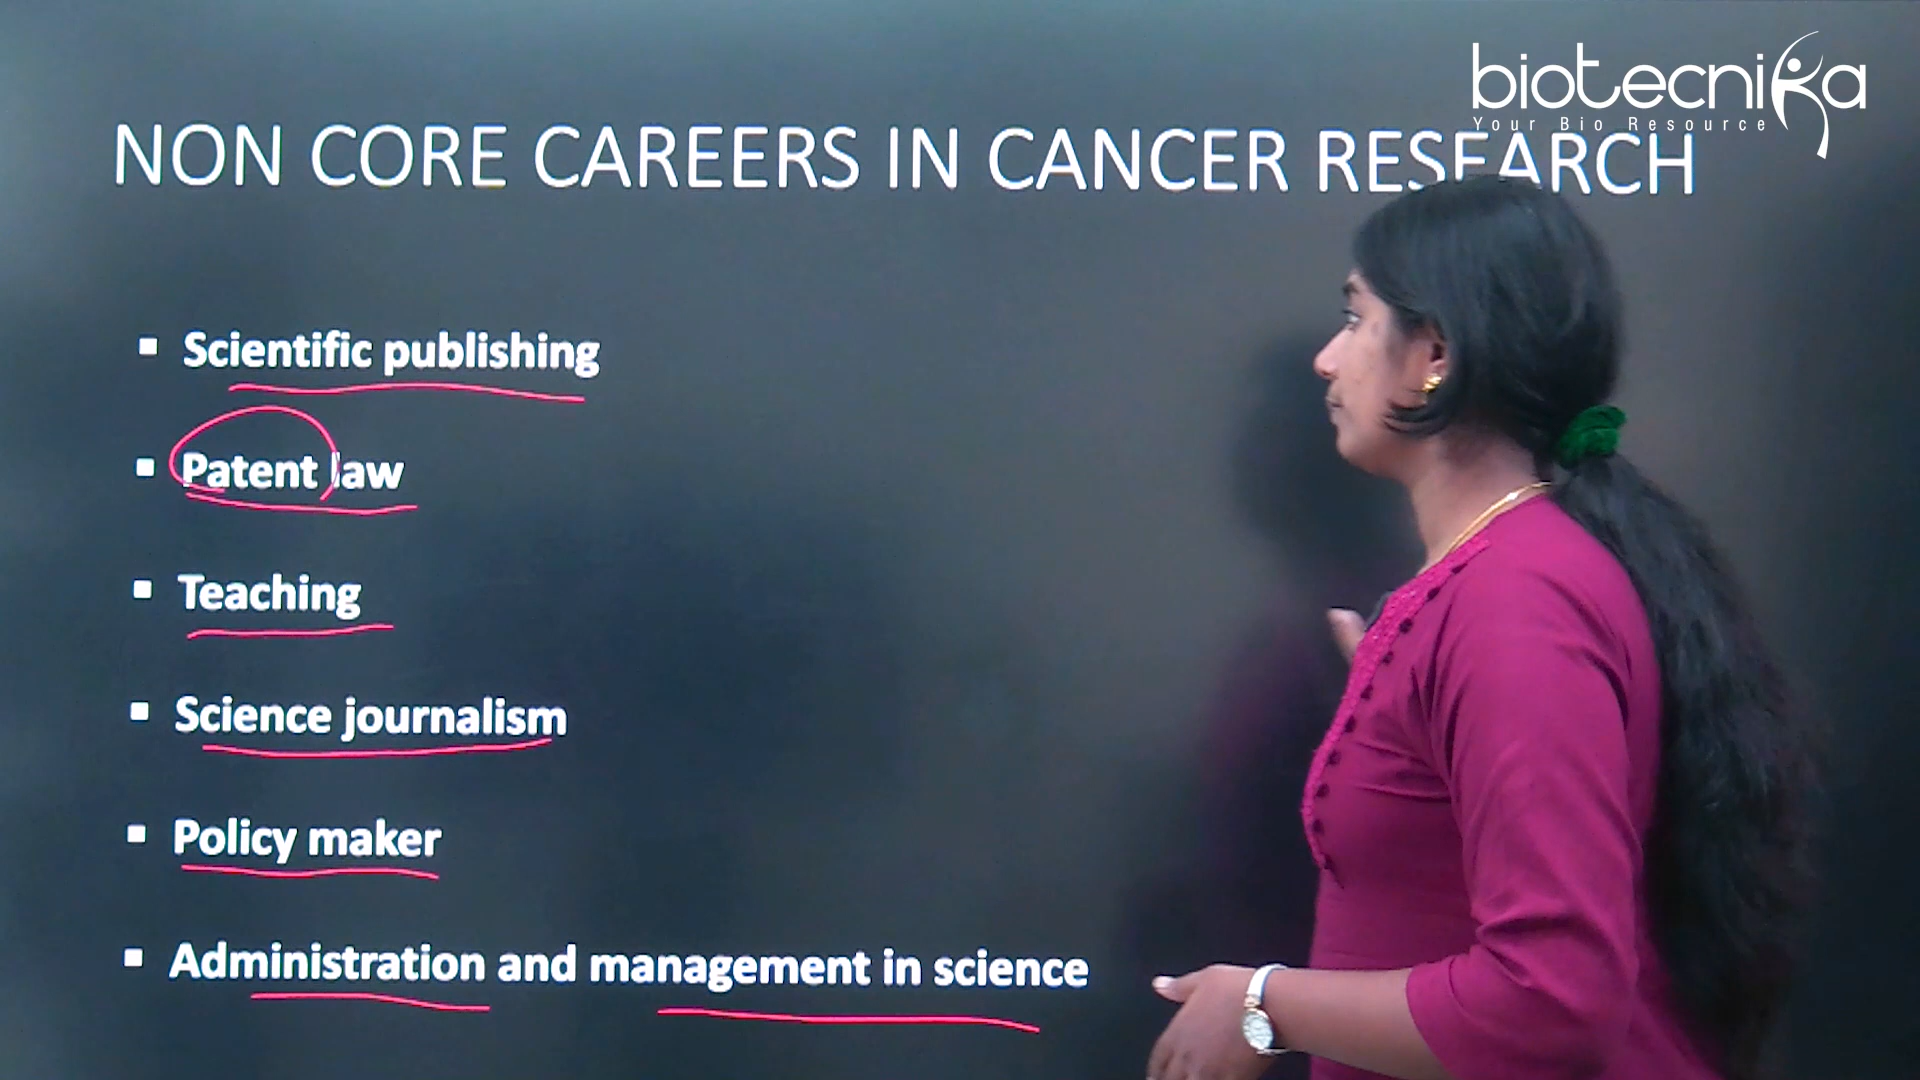 biotecnika
Your Bio Resource
NON CORE CAREERS IN CANCER RESEARCH
▪ Scientific publishing
▪ Patent law
▪ Teaching
▪ Science journalism
▪ Policy maker
▪ Administration and management in science